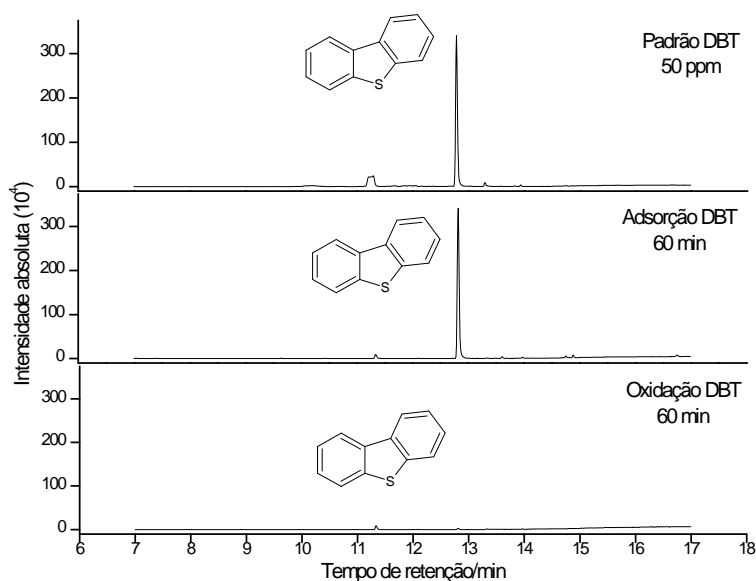 Intensidade absoluta (10⁴)
300
200
100
0
Padrão DBT
50 ppm
S
300
200
100
0
Adsorção DBT
60 min
S
300
200
100
0
Oxidação DBT
60 min
S
6 7 8 9 10 11 12 13 14 15 16 17 18
Tempo de retenção/min